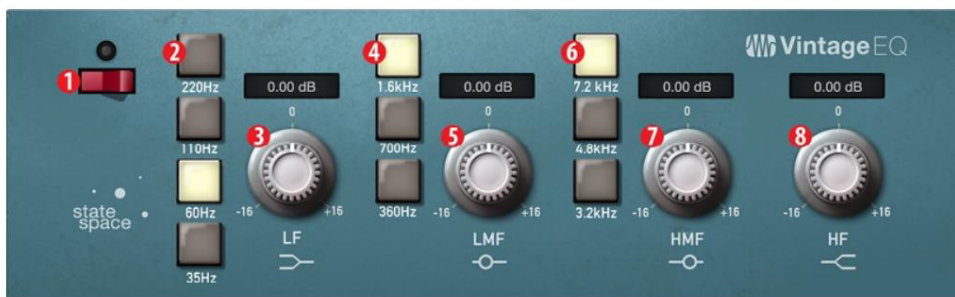 Vintage EQ
1
2
220Hz
110Hz
60Hz
35Hz
state
space
0.00 dB
3
0
-16 +16
LF
4
1.6kHz
700Hz
360Hz
0.00 dB
5
0
-16 +16
LMF
6
7.2 kHz
4.8kHz
3.2kHz
0.00 dB
7
0
-16 +16
HMF
0.00 dB
8
0
-16 +16
HF